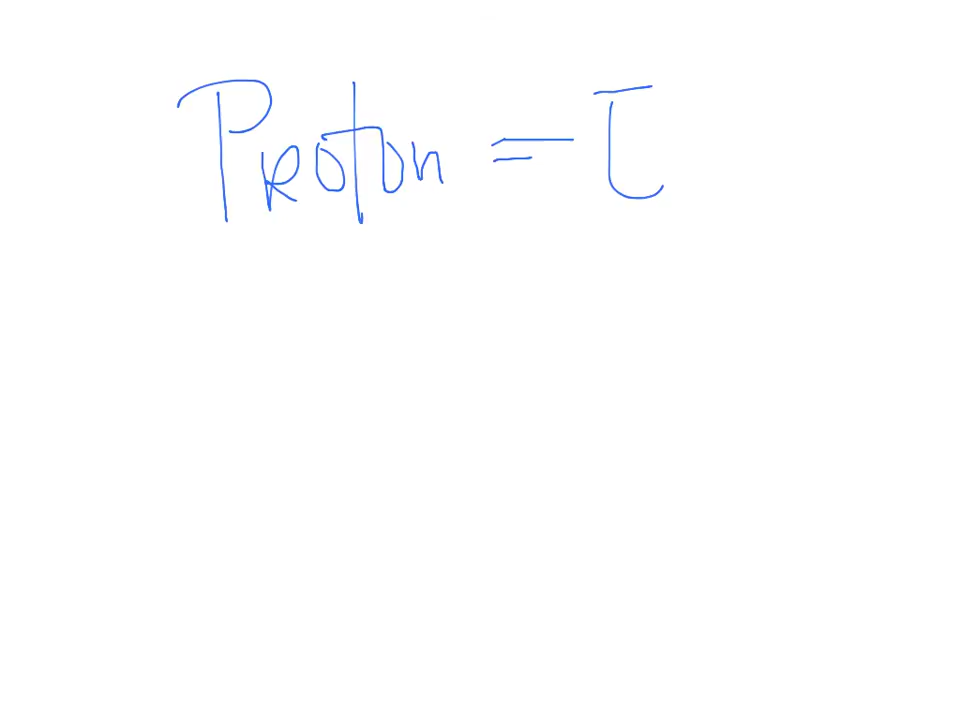 Proton = τ